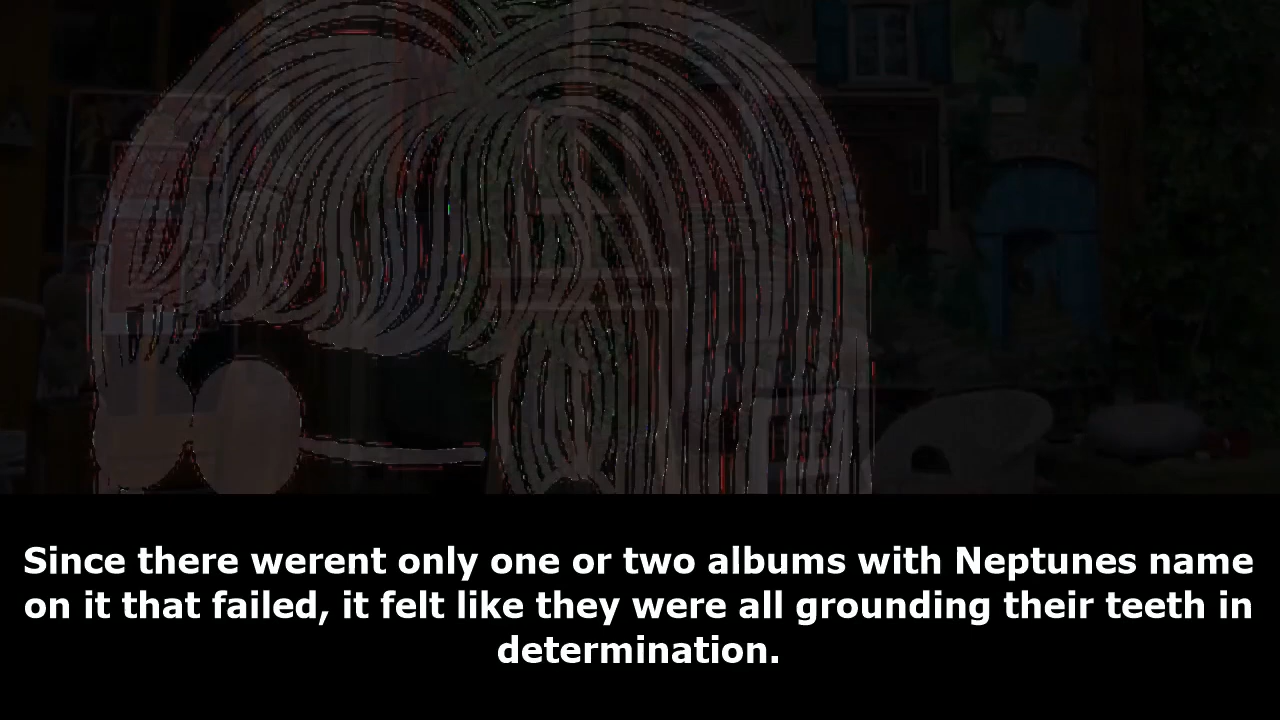 Since there werent only one or two albums with Neptunes name
on it that failed, it felt like they were all grounding their teeth in
determination.